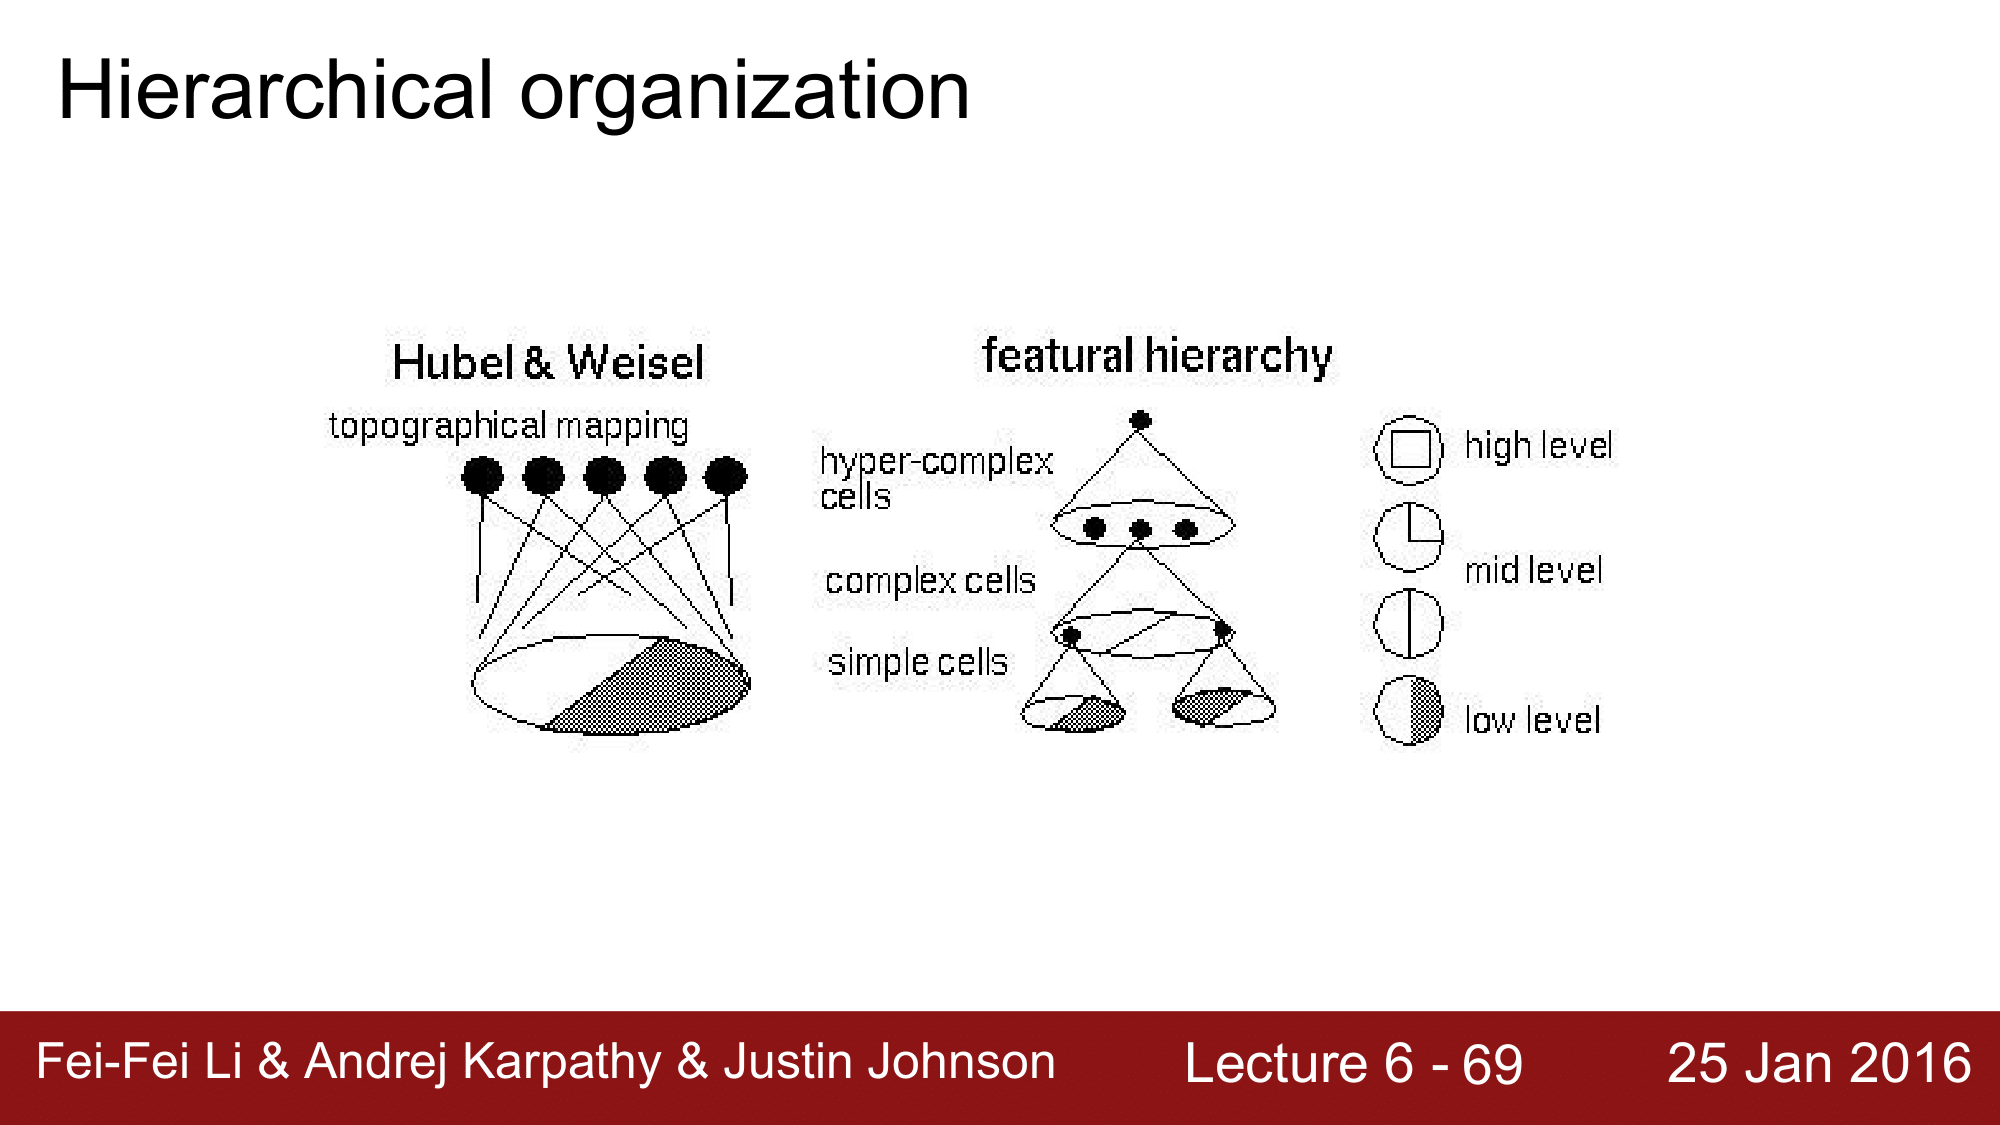 Hierarchical organization
Hubel & Weisel
topographical mapping
featural hierarchy
hyper-complex
cells
complex cells
simple cells
high level
mid level
low level
Fei-Fei Li & Andrej Karpathy & Justin Johnson
Lecture 6 - 69
25 Jan 2016